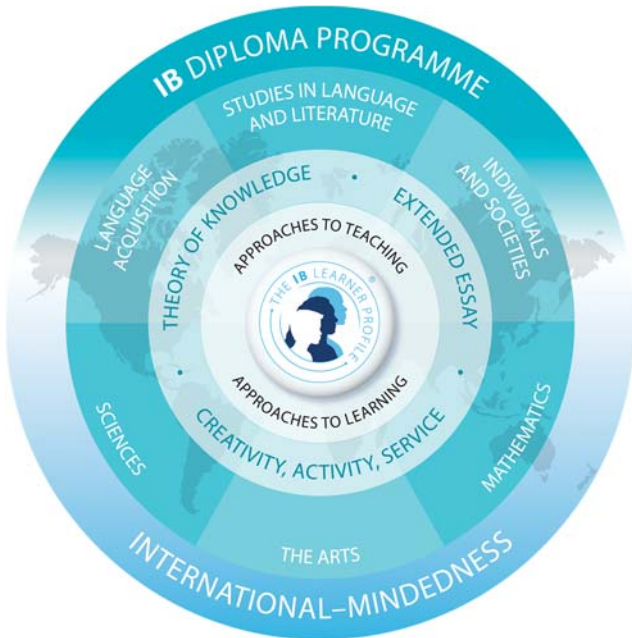 IB DIPLOMA PROGRAMME
STUDIES IN LANGUAGE
AND LITERATURE
LANGUAGE
ACQUISITION
INDIVIDUALS
AND SOCIETIES
THEORY OF KNOWLEDGE
EXTENDED ESSAY
APPROACHES TO TEACHING
THE IB LEARNER PROFILE®
APPROACHES TO LEARNING
CREATIVITY, ACTIVITY, SERVICE
SCIENCES
MATHEMATICS
THE ARTS
INTERNATIONAL–MINDEDNESS